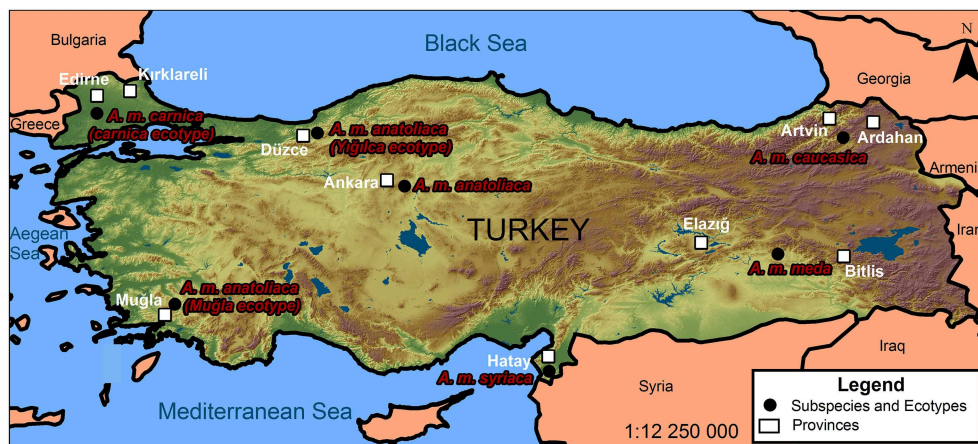 Bulgaria
Black Sea
N
Georgia
Edirne
Kırklareli
A. m. carnica
(carnica ecotype)
Greece
Düzce
A. m. anatoliaca
(Yığılca ecotype)
Artvin
Ardahan
A. m. caucasica
Armeni
Ankara
A. m. anatoliaca
TURKEY
Elazığ
Iran
Aegean
Sea
A. m. meda
Bitlis
Muğla
A. m. anatoliaca
(Muğla ecotype)
Hatay
A. m. syriaca
Iraq
Syria
Mediterranean Sea
Legend
Subspecies and Ecotypes
Provinces
1:12 250 000